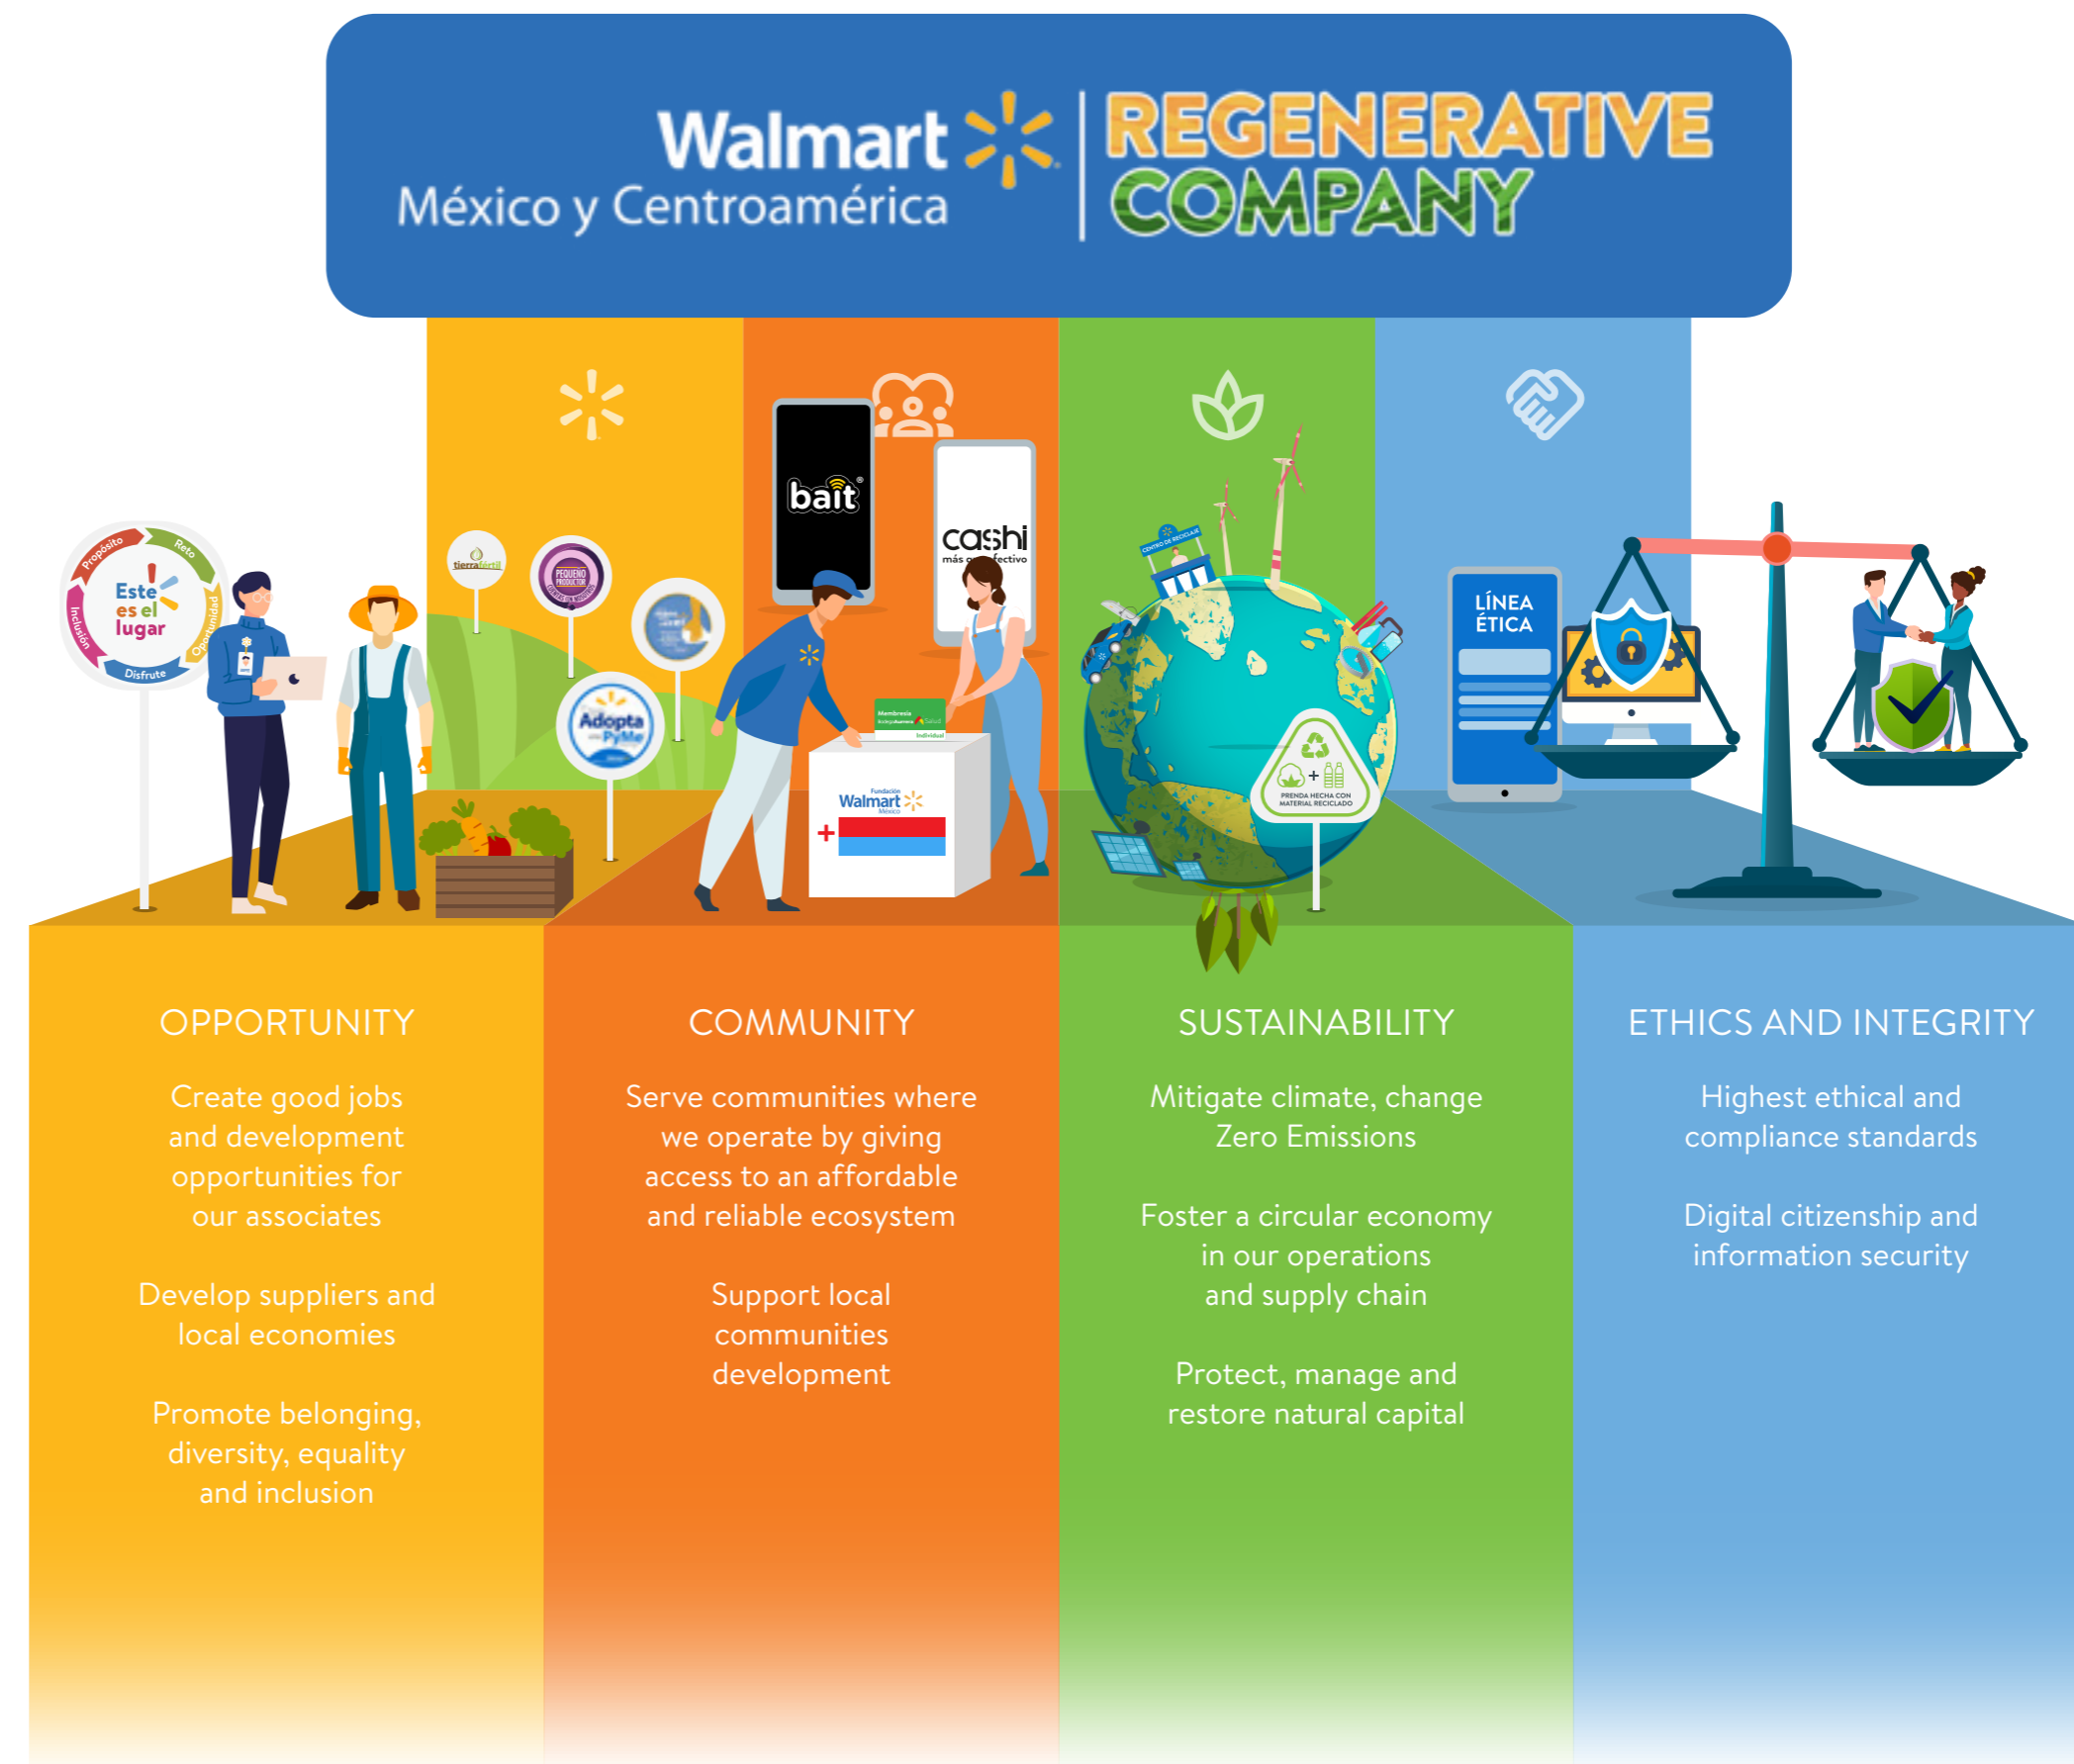 Walmart
México y Centroamérica
REGENERATIVE
COMPANY
Propósito
Reto
Oportunidad
Disfrute
Inclusión
Este
es el
lugar
tierrafértil
PEQUEÑO
PRODUCTOR
Adopta
PyMe
bait®
cashi
más
Membresía
Salud
Individual
Fundación
Walmart
México
CENTRO DE RECICLAJE
PRENDA HECHA CON
MATERIAL RECICLADO
LÍNEA
ÉTICA
OPPORTUNITY
Create good jobs
and development
opportunities for
our associates
Develop suppliers and
local economies
Promote belonging,
diversity, equality
and inclusion
COMMUNITY
Serve communities where
we operate by giving
access to an affordable
and reliable ecosystem
Support local
communities
development
SUSTAINABILITY
Mitigate climate, change
Zero Emissions
Foster a circular economy
in our operations
and supply chain
Protect, manage and
restore natural capital
ETHICS AND INTEGRITY
Highest ethical and
compliance standards
Digital citizenship and
information security